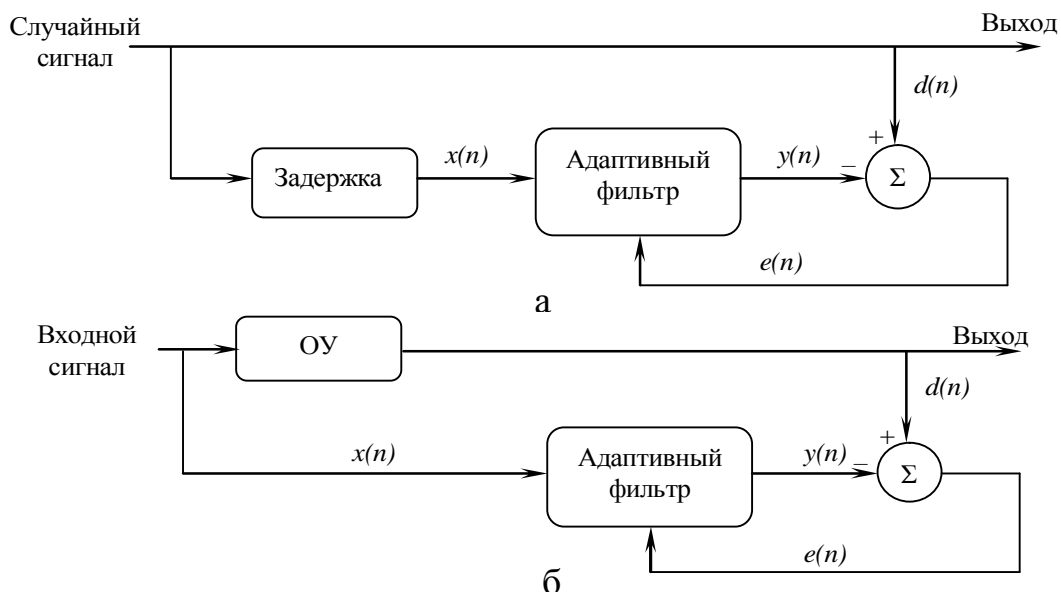 Случайный
сигнал
Выход
d(n)
+
Задержка
x(n)
Адаптивный
фильтр
y(n)
–
Σ
e(n)
а
Входной
сигнал
ОУ
Выход
d(n)
+
x(n)
Адаптивный
фильтр
y(n)
–
Σ
e(n)
б